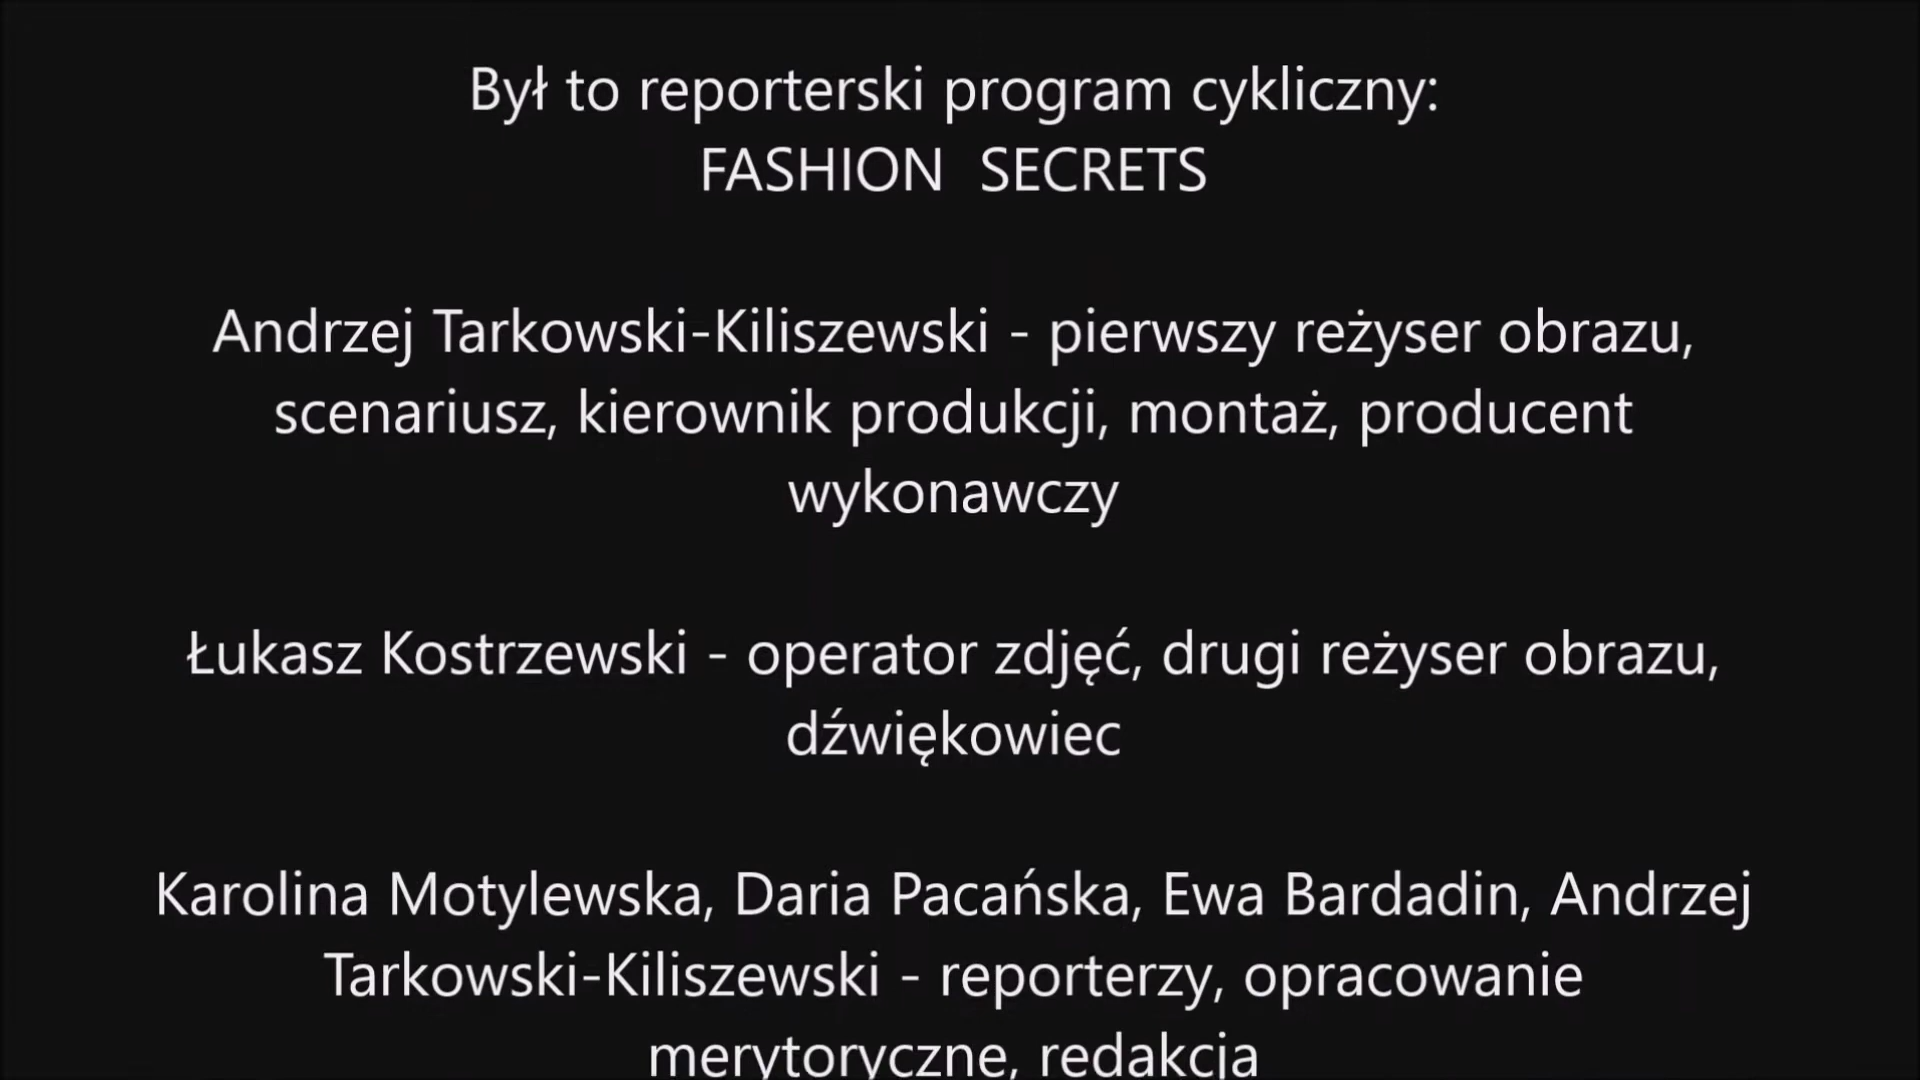 Był to reporterski program cykliczny:
FASHION SECRETS
Andrzej Tarkowski-Kiliszewski - pierwszy reżyser obrazu,
scenariusz, kierownik produkcji, montaż, producent
wykonawczy
Łukasz Kostrzewski - operator zdjęć, drugi reżyser obrazu,
dźwiękowiec
Karolina Motylewska, Daria Pacańska, Ewa Bardadin, Andrzej
Tarkowski-Kiliszewski - reporterzy, opracowanie
merytoryczne, redakcja